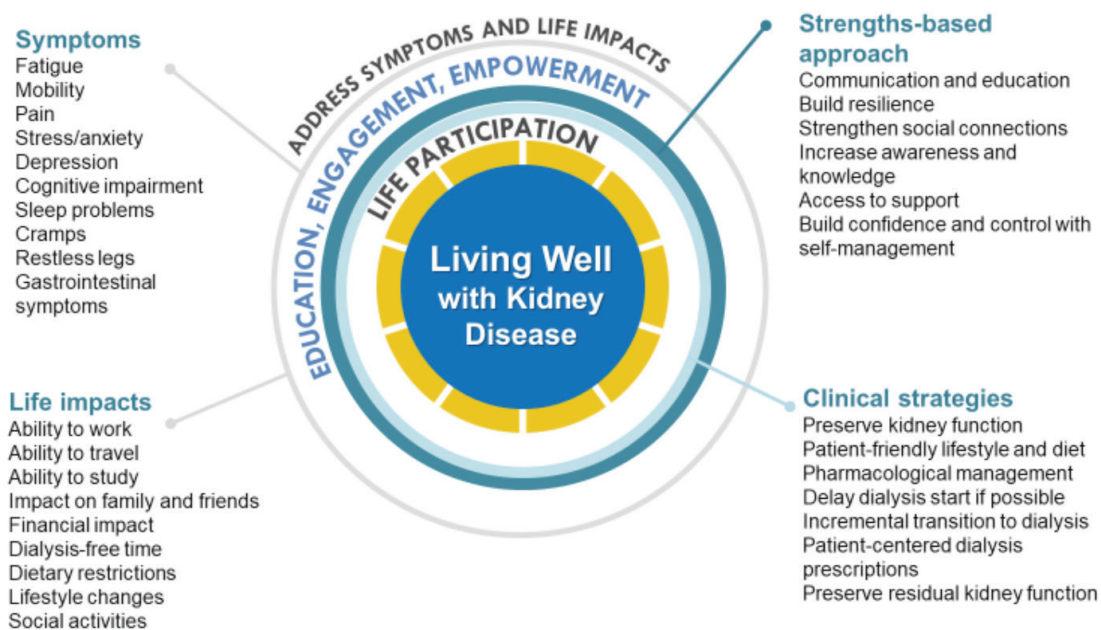 Symptoms
Fatigue
Mobility
Pain
Stress/anxiety
Depression
Cognitive impairment
Sleep problems
Cramps
Restless legs
Gastrointestinal
symptoms
Life impacts
Ability to work
Ability to travel
Ability to study
Impact on family and friends
Financial impact
Dialysis-free time
Dietary restrictions
Lifestyle changes
Social activities
ADDRESS SYMPTOMS AND LIFE IMPACTS
EDUCATION, ENGAGEMENT, EMPOWERMENT
LIFE PARTICIPATION
Living Well
with Kidney
Disease
Strengths-based
approach
Communication and education
Build resilience
Strengthen social connections
Increase awareness and
knowledge
Access to support
Build confidence and control with
self-management
Clinical strategies
Preserve kidney function
Patient-friendly lifestyle and diet
Pharmacological management
Delay dialysis start if possible
Incremental transition to dialysis
Patient-centered dialysis
prescriptions
Preserve residual kidney function